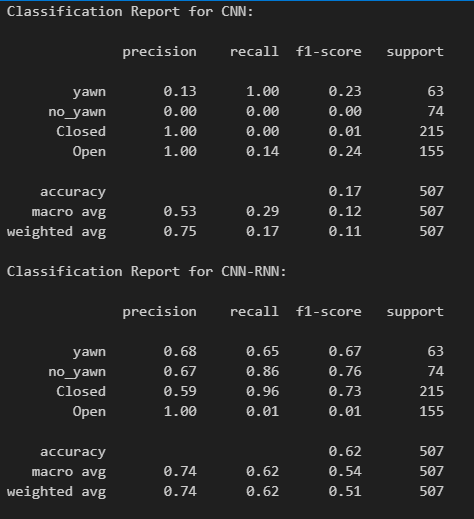 Classification Report for CNN:
precision recall f1-score support
yawn 0.13 1.00 0.23 63
no_yawn 0.00 0.00 0.00 74
Closed 1.00 0.00 0.01 215
Open 1.00 0.14 0.24 155
accuracy 0.17 507
macro avg 0.53 0.29 0.12 507
weighted avg 0.75 0.17 0.11 507
Classification Report for CNN-RNN:
precision recall f1-score support
yawn 0.68 0.65 0.67 63
no_yawn 0.67 0.86 0.76 74
Closed 0.59 0.96 0.73 215
Open 1.00 0.01 0.01 155
accuracy 0.62 507
macro avg 0.74 0.62 0.54 507
weighted avg 0.74 0.62 0.51 507